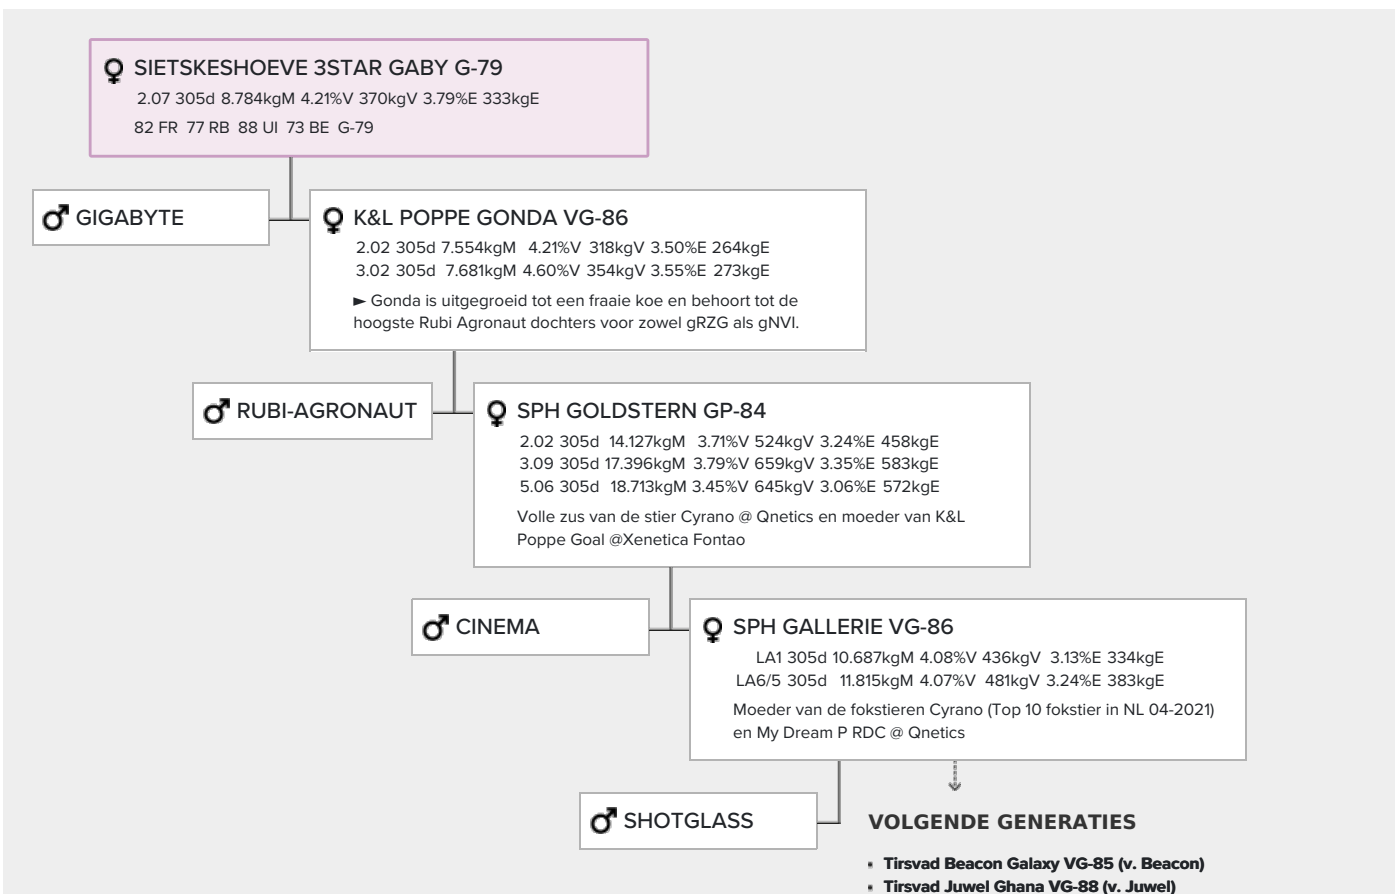 SIETSKESHOEVE 3STAR GABY G-79
2.07 305d 8.784kgM 4.21%V 370kgV 3.79%E 333kgE
82 FR 77 RB 88 UI 73 BE G-79
GIGABYTE
K&L POPPE GONDA VG-86
2.02 305d 7.554kgM 4.21%V 318kgV 3.50%E 264kgE
3.02 305d 7.681kgM 4.60%V 354kgV 3.55%E 273kgE
► Gonda is uitgegroeid tot een fraaie koe en behoort tot de
hoogste Rubi Agronaut dochters voor zowel gRZG als gNVI.
RUBI-AGRONAUT
SPH GOLDSTERN GP-84
2.02 305d 14.127kgM 3.71%V 524kgV 3.24%E 458kgE
3.09 305d 17.396kgM 3.79%V 659kgV 3.35%E 583kgE
5.06 305d 18.713kgM 3.45%V 645kgV 3.06%E 572kgE
Volle zus van de stier Cyrano @ Qnetics en moeder van K&L
Poppe Goal @Xenetica Fontao
CINEMA
SPH GALLERIE VG-86
LA1 305d 10.687kgM 4.08%V 436kgV 3.13%E 334kgE
LA6/5 305d 11.815kgM 4.07%V 481kgV 3.24%E 383kgE
Moeder van de fokstieren Cyrano (Top 10 fokstier in NL 04-2021)
en My Dream P RDC @ Qnetics
SHOTGLASS
VOLGENDE GENERATIES
▪ Tirsvad Beacon Galaxy VG-85 (v. Beacon)
▪ Tirsvad Juwel Ghana VG-88 (v. Juwel)